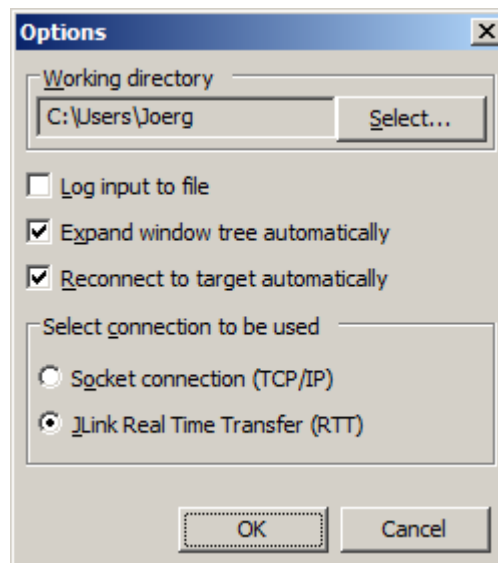 Options
Working directory
C:\Users\Joerg
Select...
Log input to file
Expand window tree automatically
Reconnect to target automatically
Select connection to be used
Socket connection (TCP/IP)
JLink Real Time Transfer (RTT)
OK
Cancel